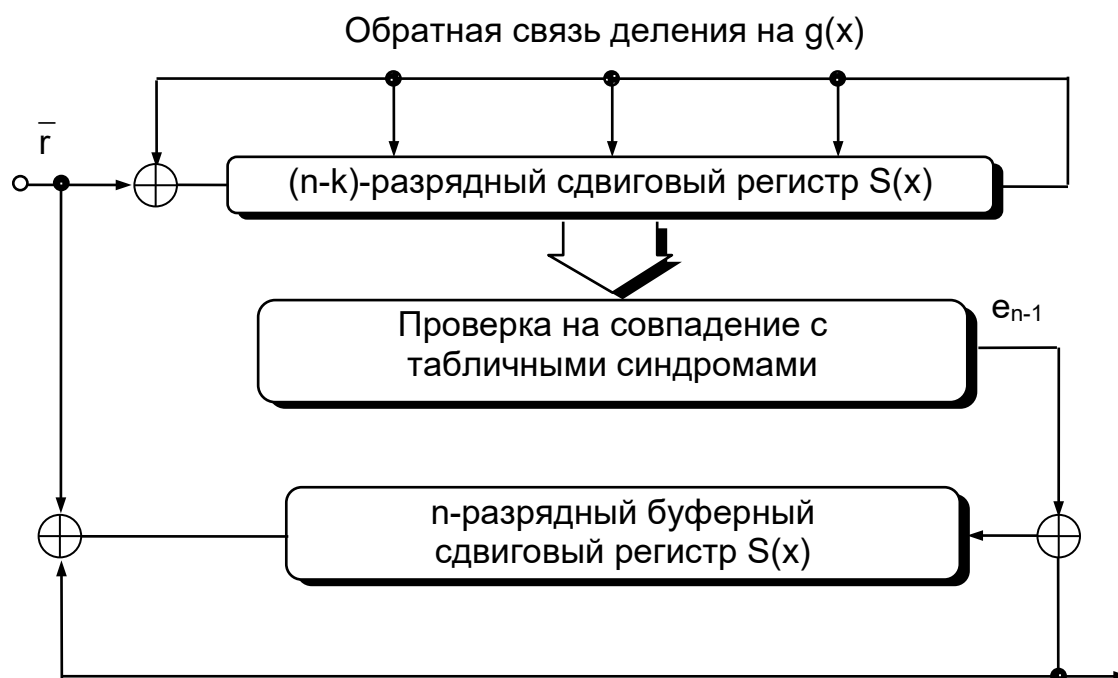 Обратная связь деления на g(x)
r̅
(n-k)-разрядный сдвиговый регистр S(x)
Проверка на совпадение с
табличными синдромами
eₙ₋₁
n-разрядный буферный
сдвиговый регистр S(x)